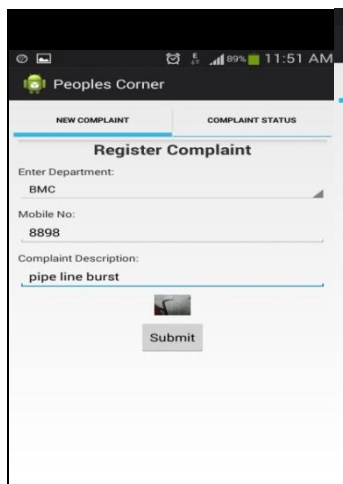 89% 11:51 AM
Peoples Corner
NEW COMPLAINT COMPLAINT STATUS
Register Complaint
Enter Department:
BMC
Mobile No:
8898
Complaint Description:
pipe line burst
Submit